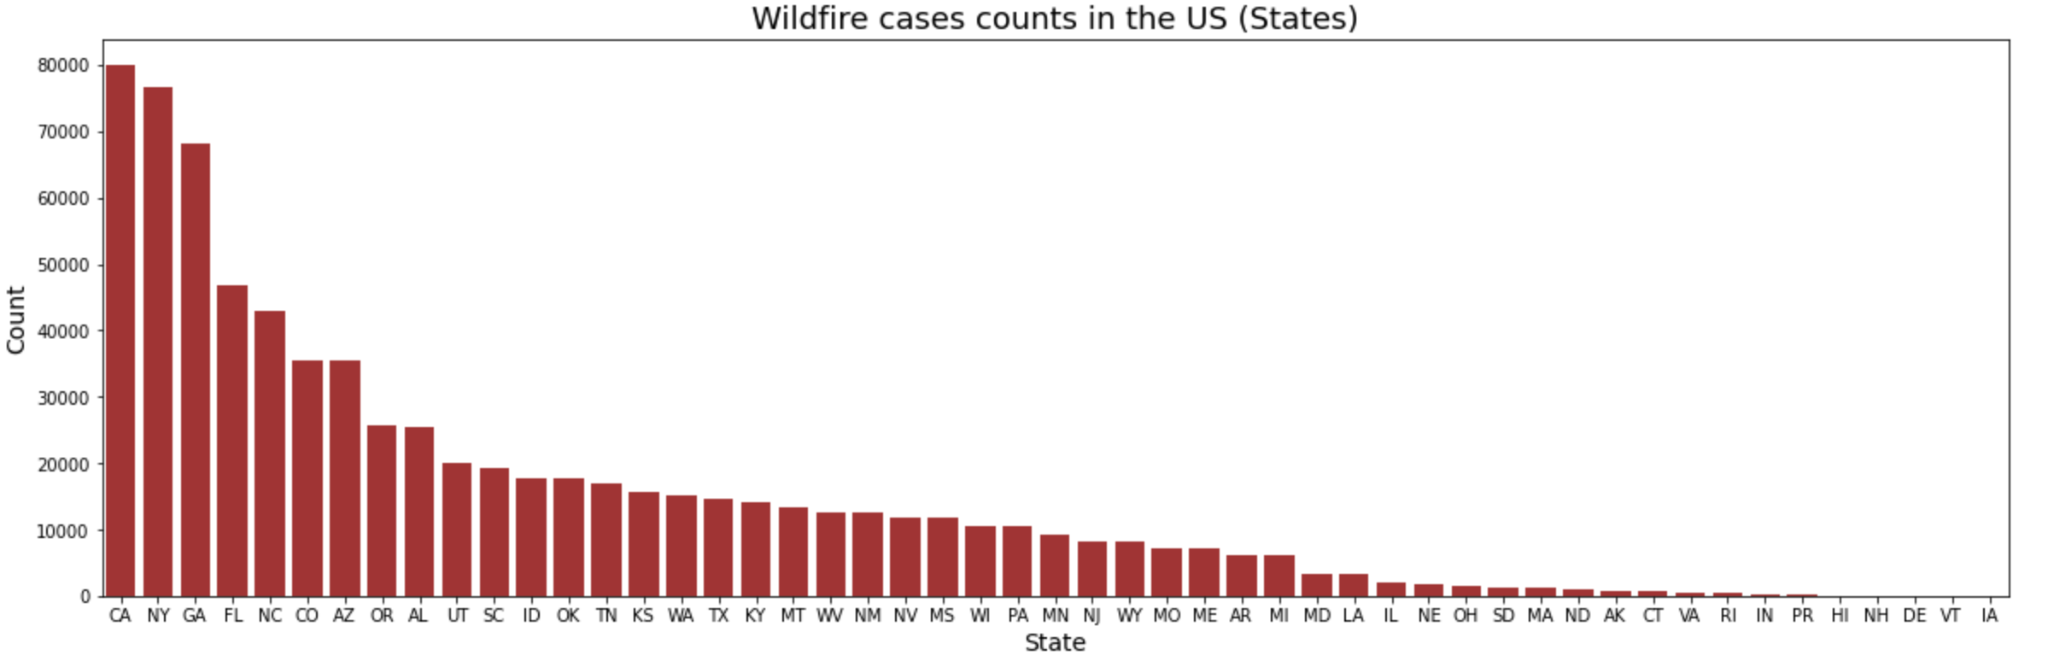 Wildfire cases counts in the US (States)
80000
70000
60000
50000
40000
30000
20000
10000
0
Count
CA NY GA FL NC CO AZ OR AL UT SC ID OK TN KS WA TX KY MT WV NM NV MS WI PA MN NJ WY MO ME AR MI MD LA IL NE OH SD MA ND AK CT VA RI IN PR HI NH DE VT IA
State